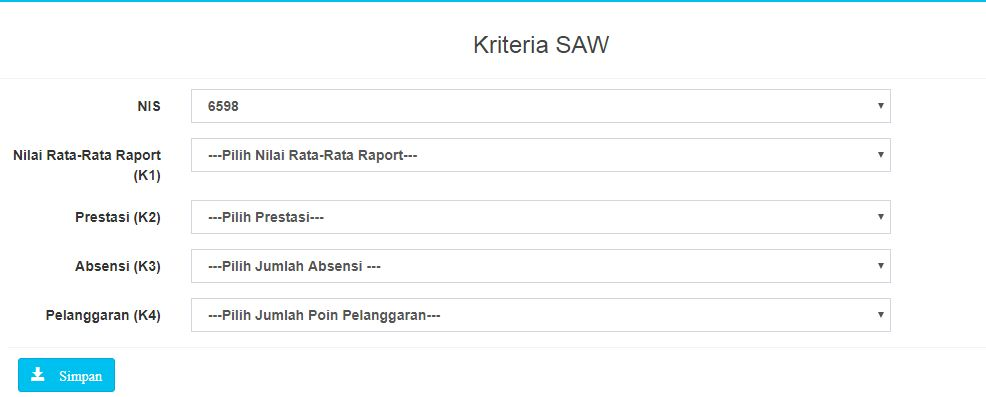 Kriteria SAW
NIS
6598
Nilai Rata-Rata Raport
(K1)
---Pilih Nilai Rata-Rata Raport---
Prestasi (K2)
---Pilih Prestasi---
Absensi (K3)
---Pilih Jumlah Absensi ---
Pelanggaran (K4)
---Pilih Jumlah Poin Pelanggaran---
Simpan